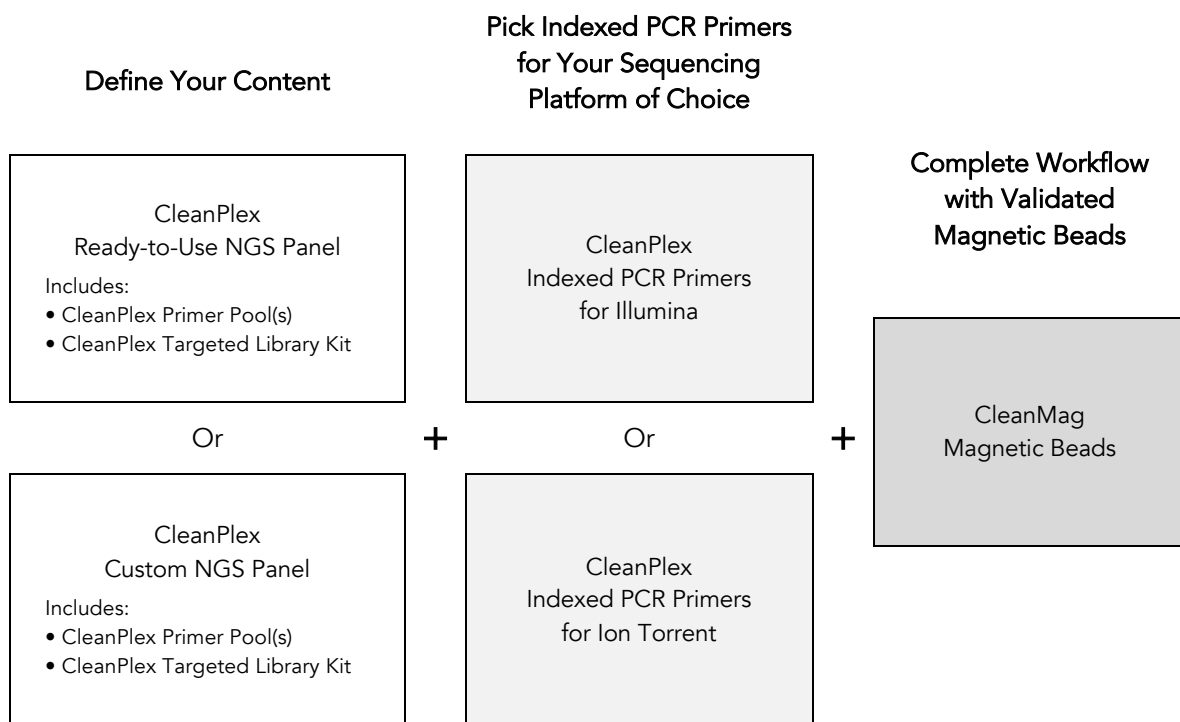 Define Your Content
CleanPlex
Ready-to-Use NGS Panel
Includes:
• CleanPlex Primer Pool(s)
• CleanPlex Targeted Library Kit
Or
CleanPlex
Custom NGS Panel
Includes:
• CleanPlex Primer Pool(s)
• CleanPlex Targeted Library Kit
+
Pick Indexed PCR Primers
for Your Sequencing
Platform of Choice
CleanPlex
Indexed PCR Primers
for Illumina
Or
CleanPlex
Indexed PCR Primers
for Ion Torrent
+
Complete Workflow
with Validated
Magnetic Beads
CleanMag
Magnetic Beads